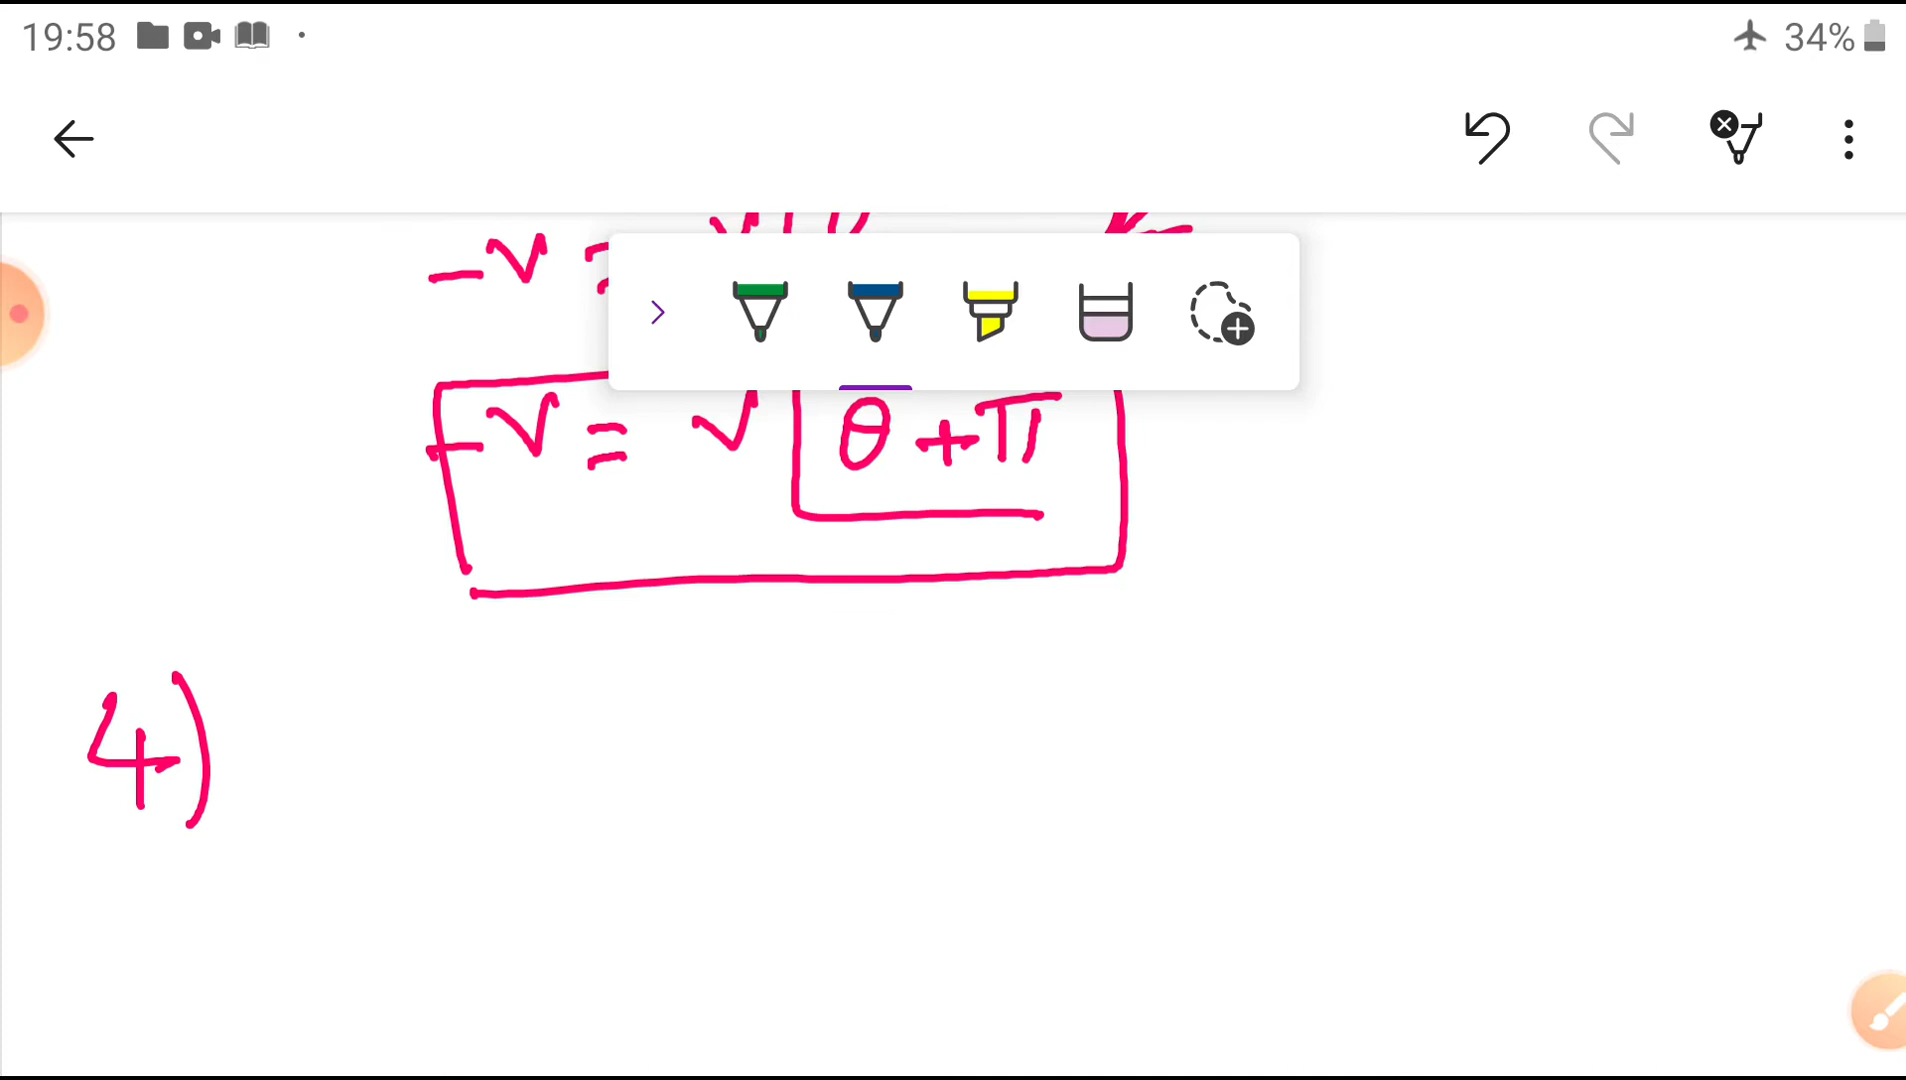 19:58 34%
-V =
-V = V θ + π
4)